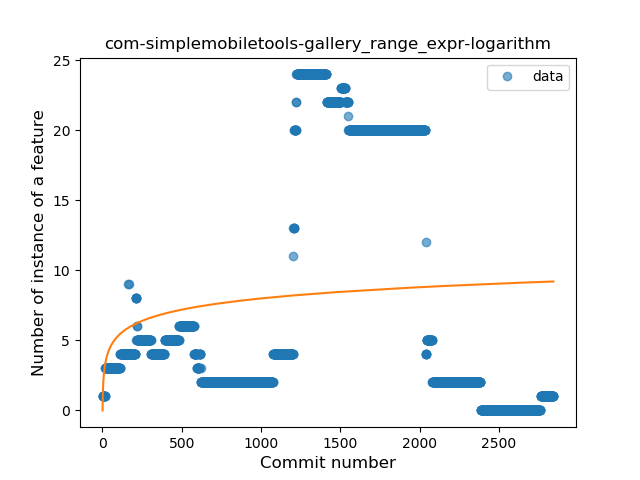 com-simplemobiletools-gallery_range_expr-logarithm
data
Number of instance of a feature
25
20
15
10
5
0
0 500 1000 1500 2000 2500
Commit number